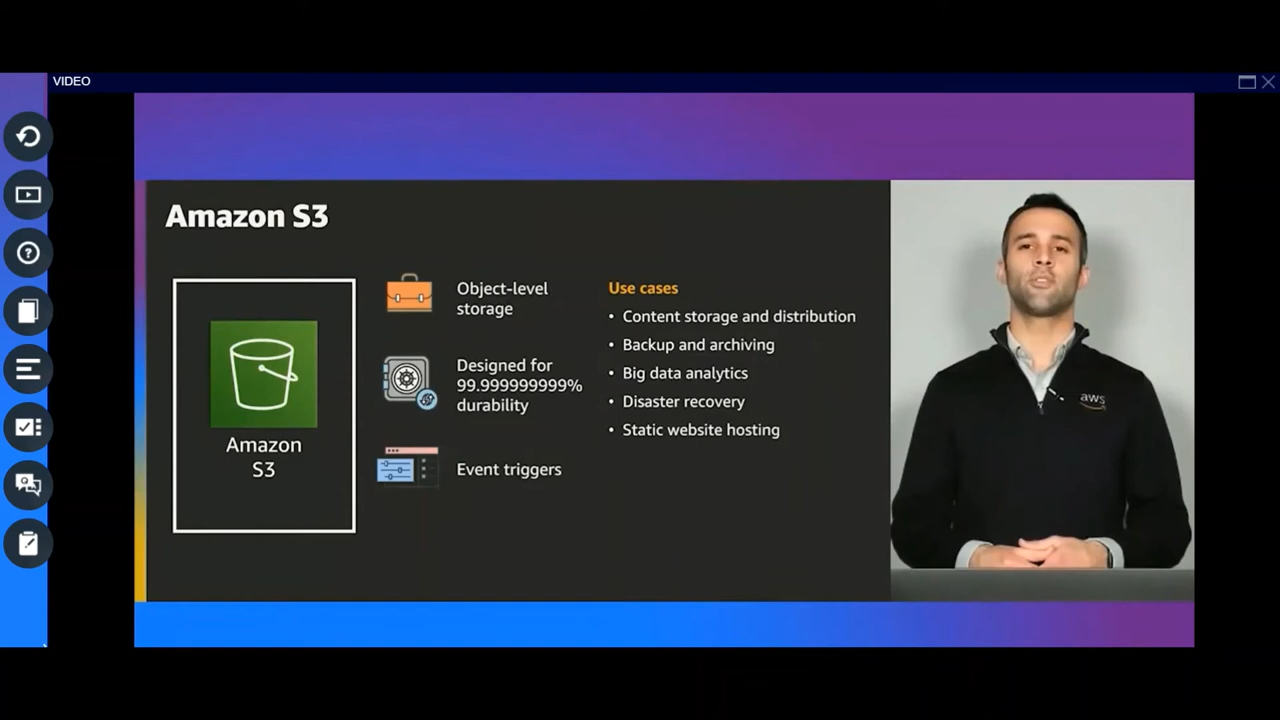 VIDEO
Amazon S3
Amazon
S3
Object-level
storage
Designed for
99.999999999%
durability
Event triggers
Use cases
• Content storage and distribution
• Backup and archiving
• Big data analytics
• Disaster recovery
• Static website hosting
aws